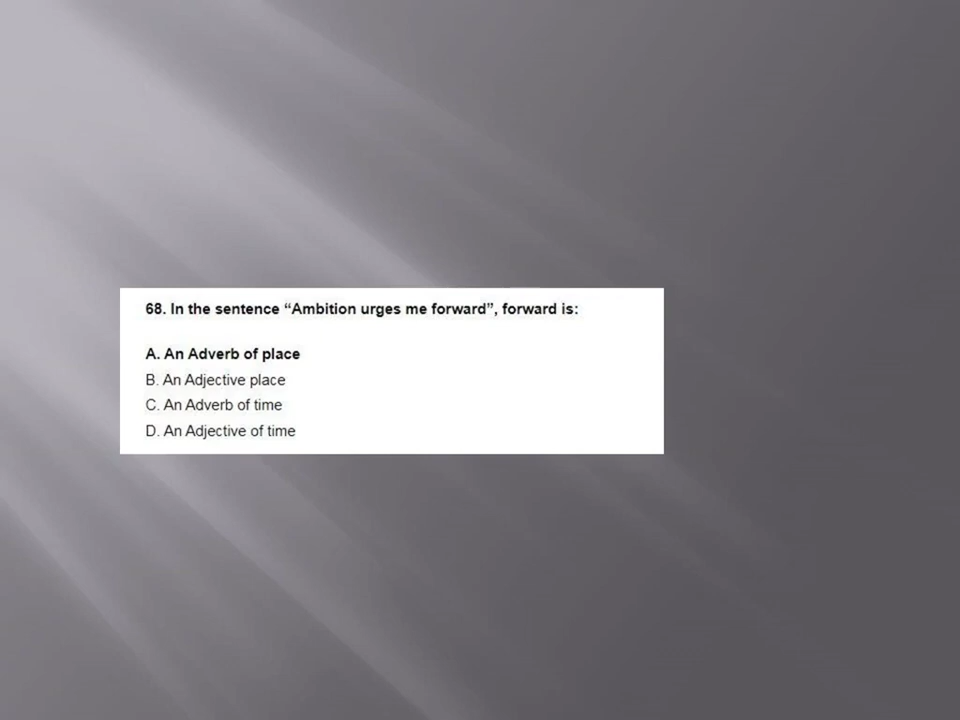 68. In the sentence “Ambition urges me forward”, forward is:
A. An Adverb of place
B. An Adjective place
C. An Adverb of time
D. An Adjective of time